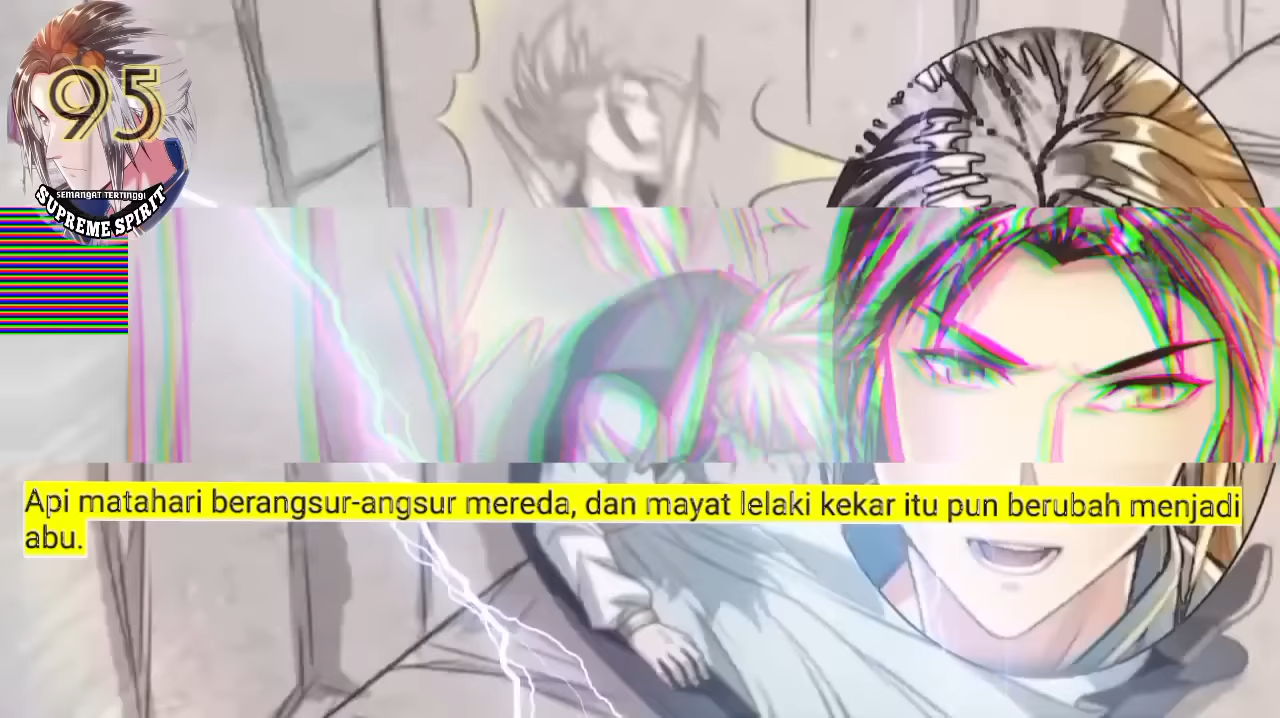 95
SEMANGAT TERTINGGI
SUPREME SPIRIT
Api matahari berangsur-angsur mereda, dan mayat lelaki kekar itu pun berubah menjadi
abu.